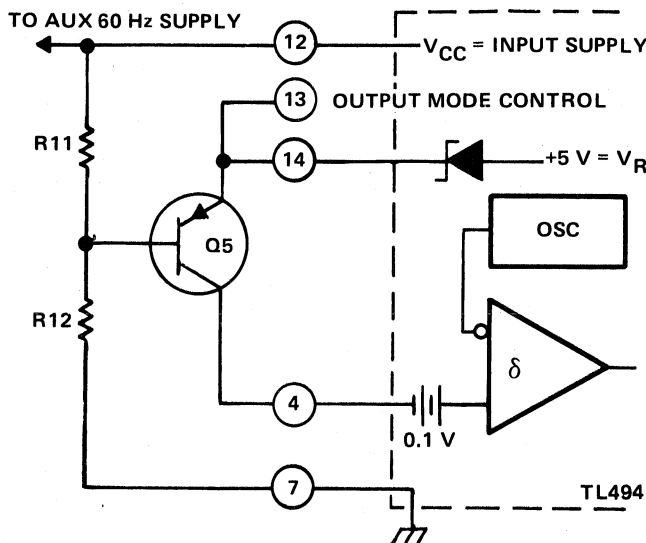 TO AUX 60 Hz SUPPLY
12
VCC = INPUT SUPPLY
13 OUTPUT MODE CONTROL
R11
14
+5 V = VR
Q5
OSC
R12
δ
4
0.1 V
7
TL494